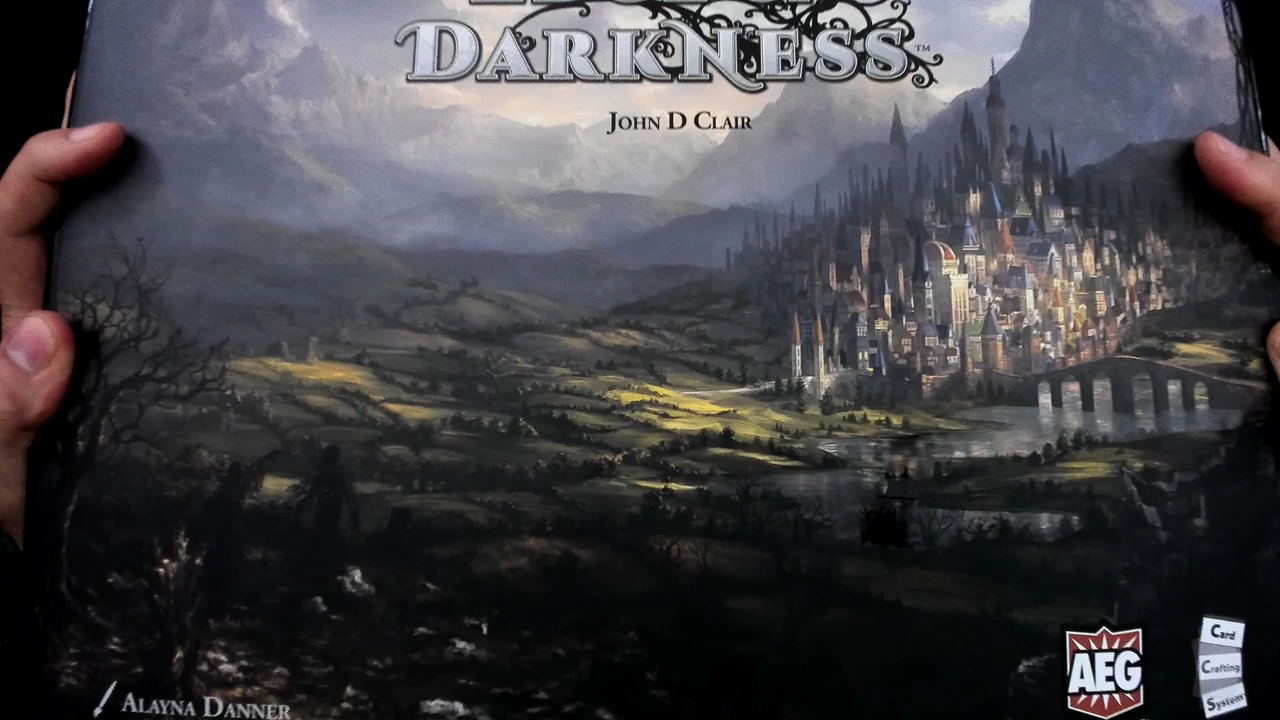 DARKNESS™
JOHN D CLAIR
ALAYNA DANNER
AEG
Card
Crafting
System